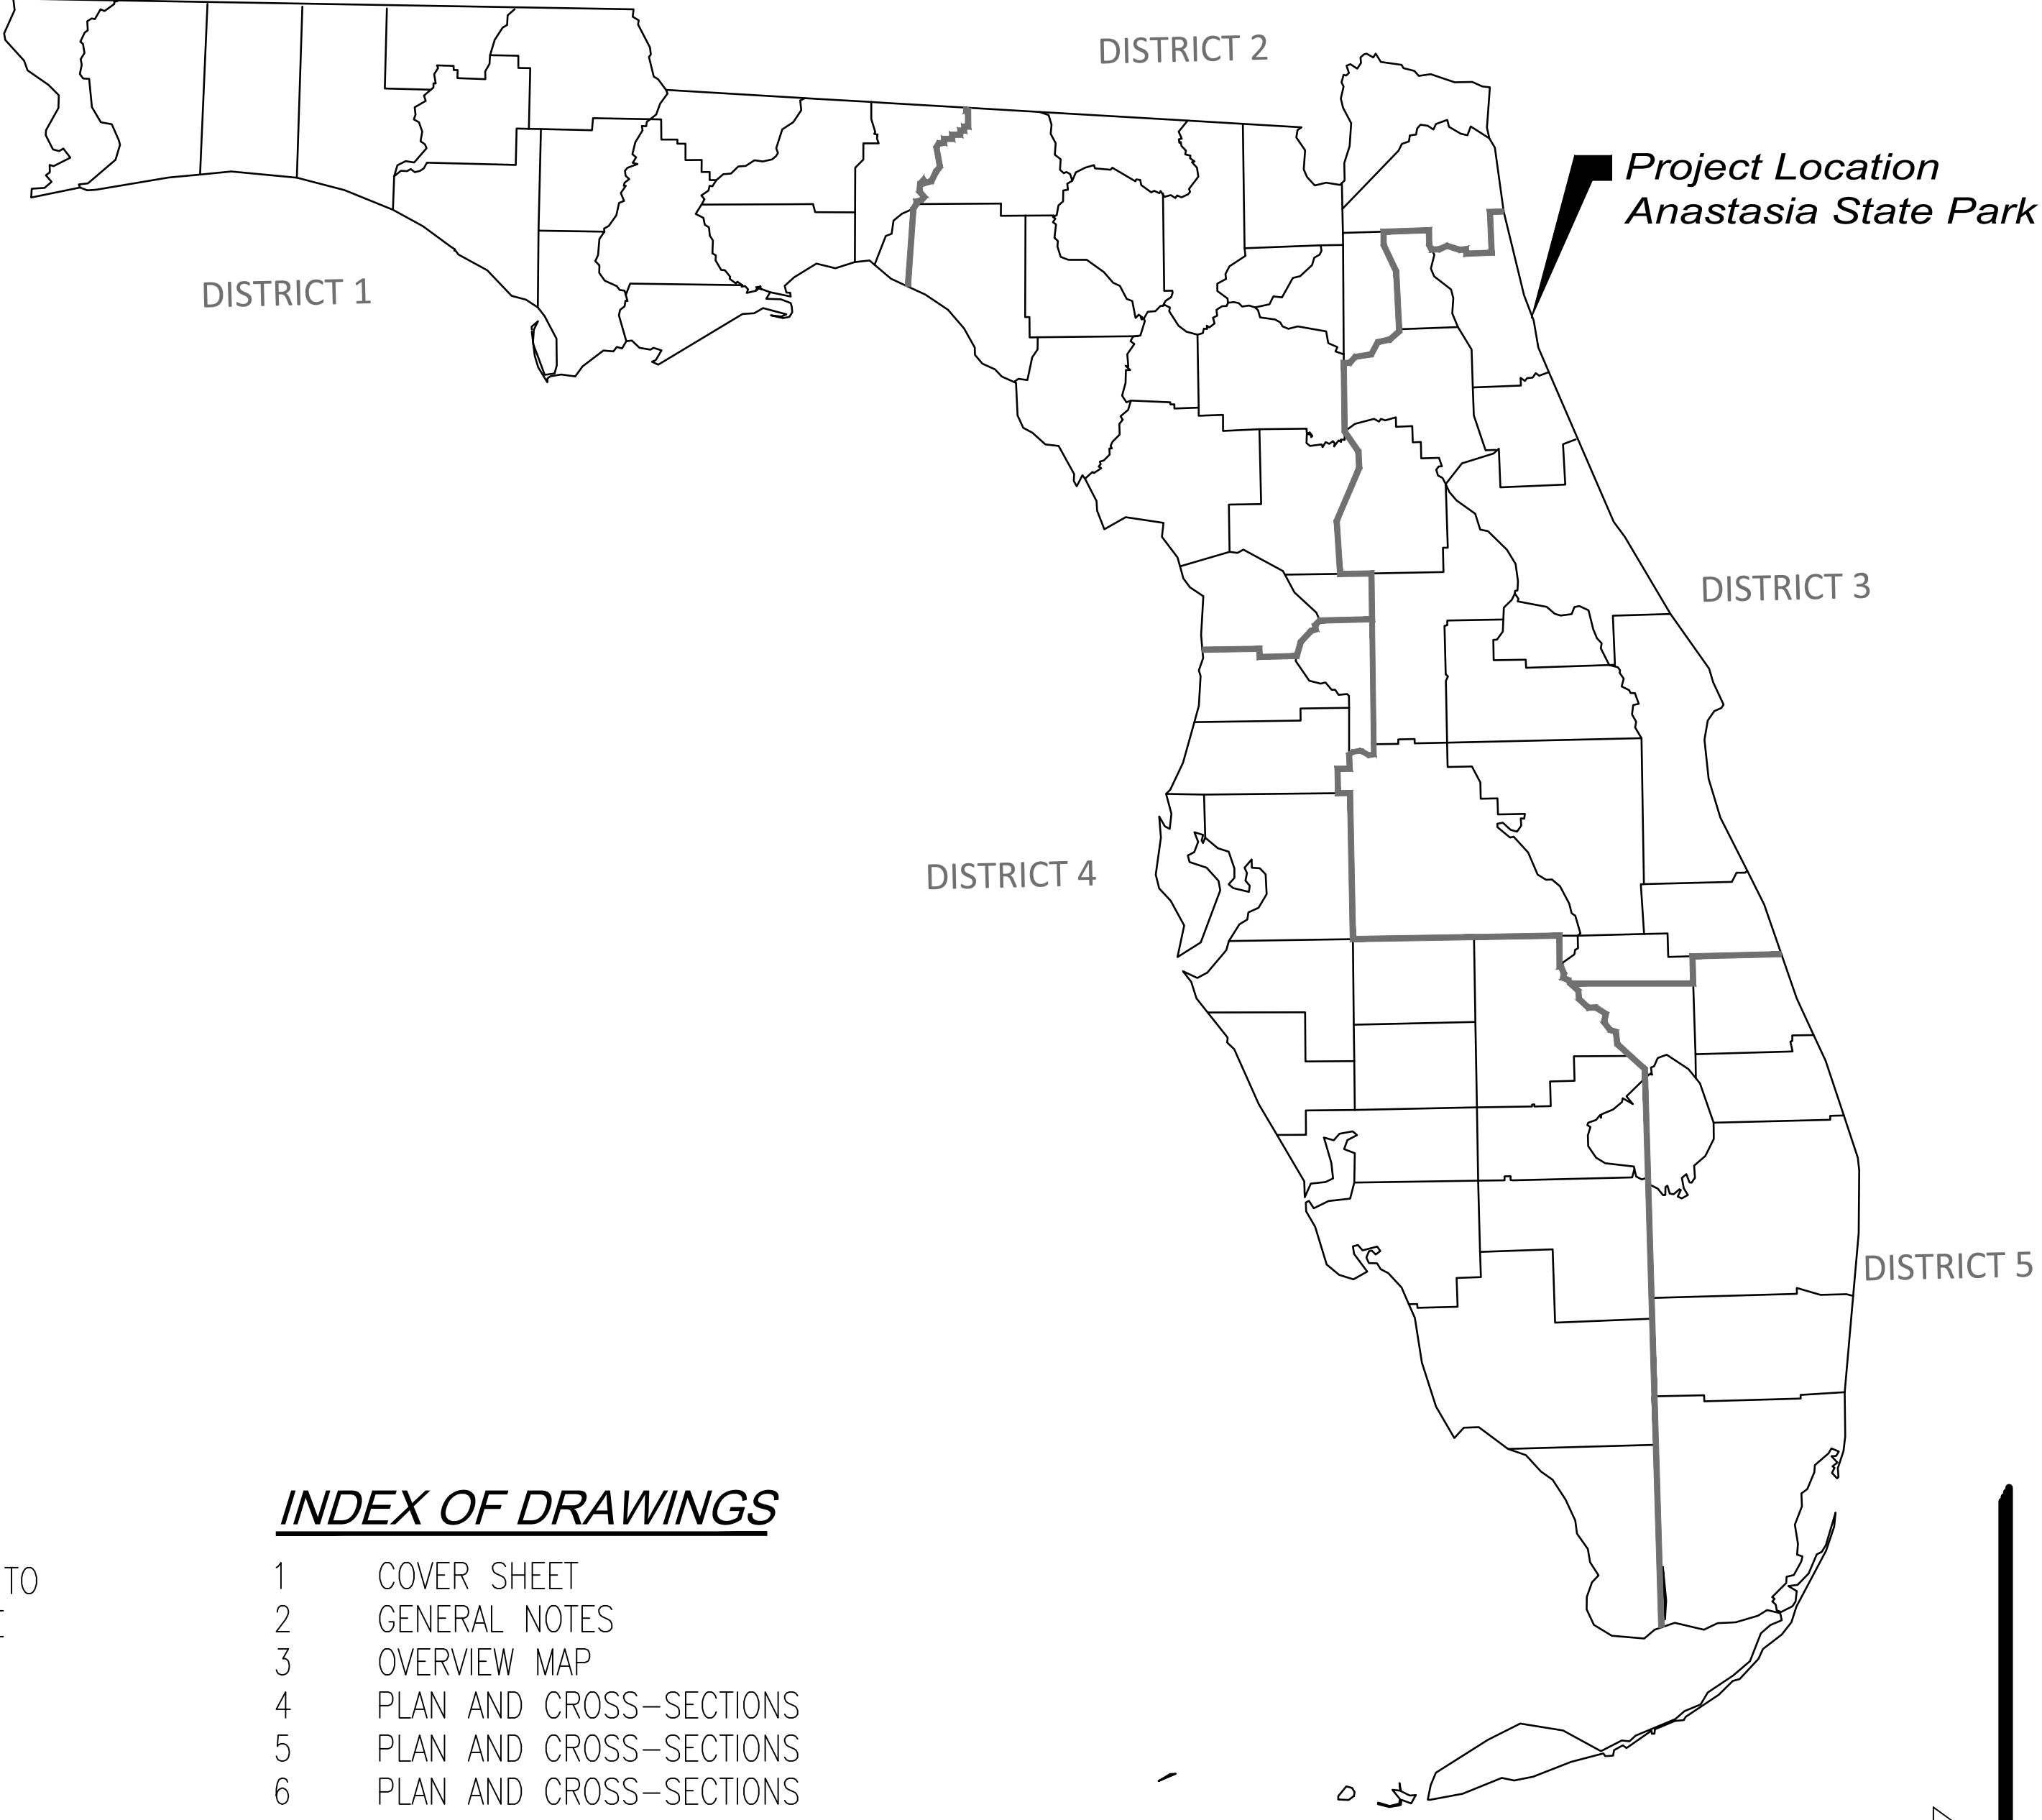 DISTRICT 2
Project Location
Anastasia State Park
DISTRICT 1
DISTRICT 3
DISTRICT 4
DISTRICT 5
INDEX OF DRAWINGS
TO
1 COVER SHEET
2 GENERAL NOTES
3 OVERVIEW MAP
4 PLAN AND CROSS-SECTIONS
5 PLAN AND CROSS-SECTIONS
6 PLAN AND CROSS-SECTIONS